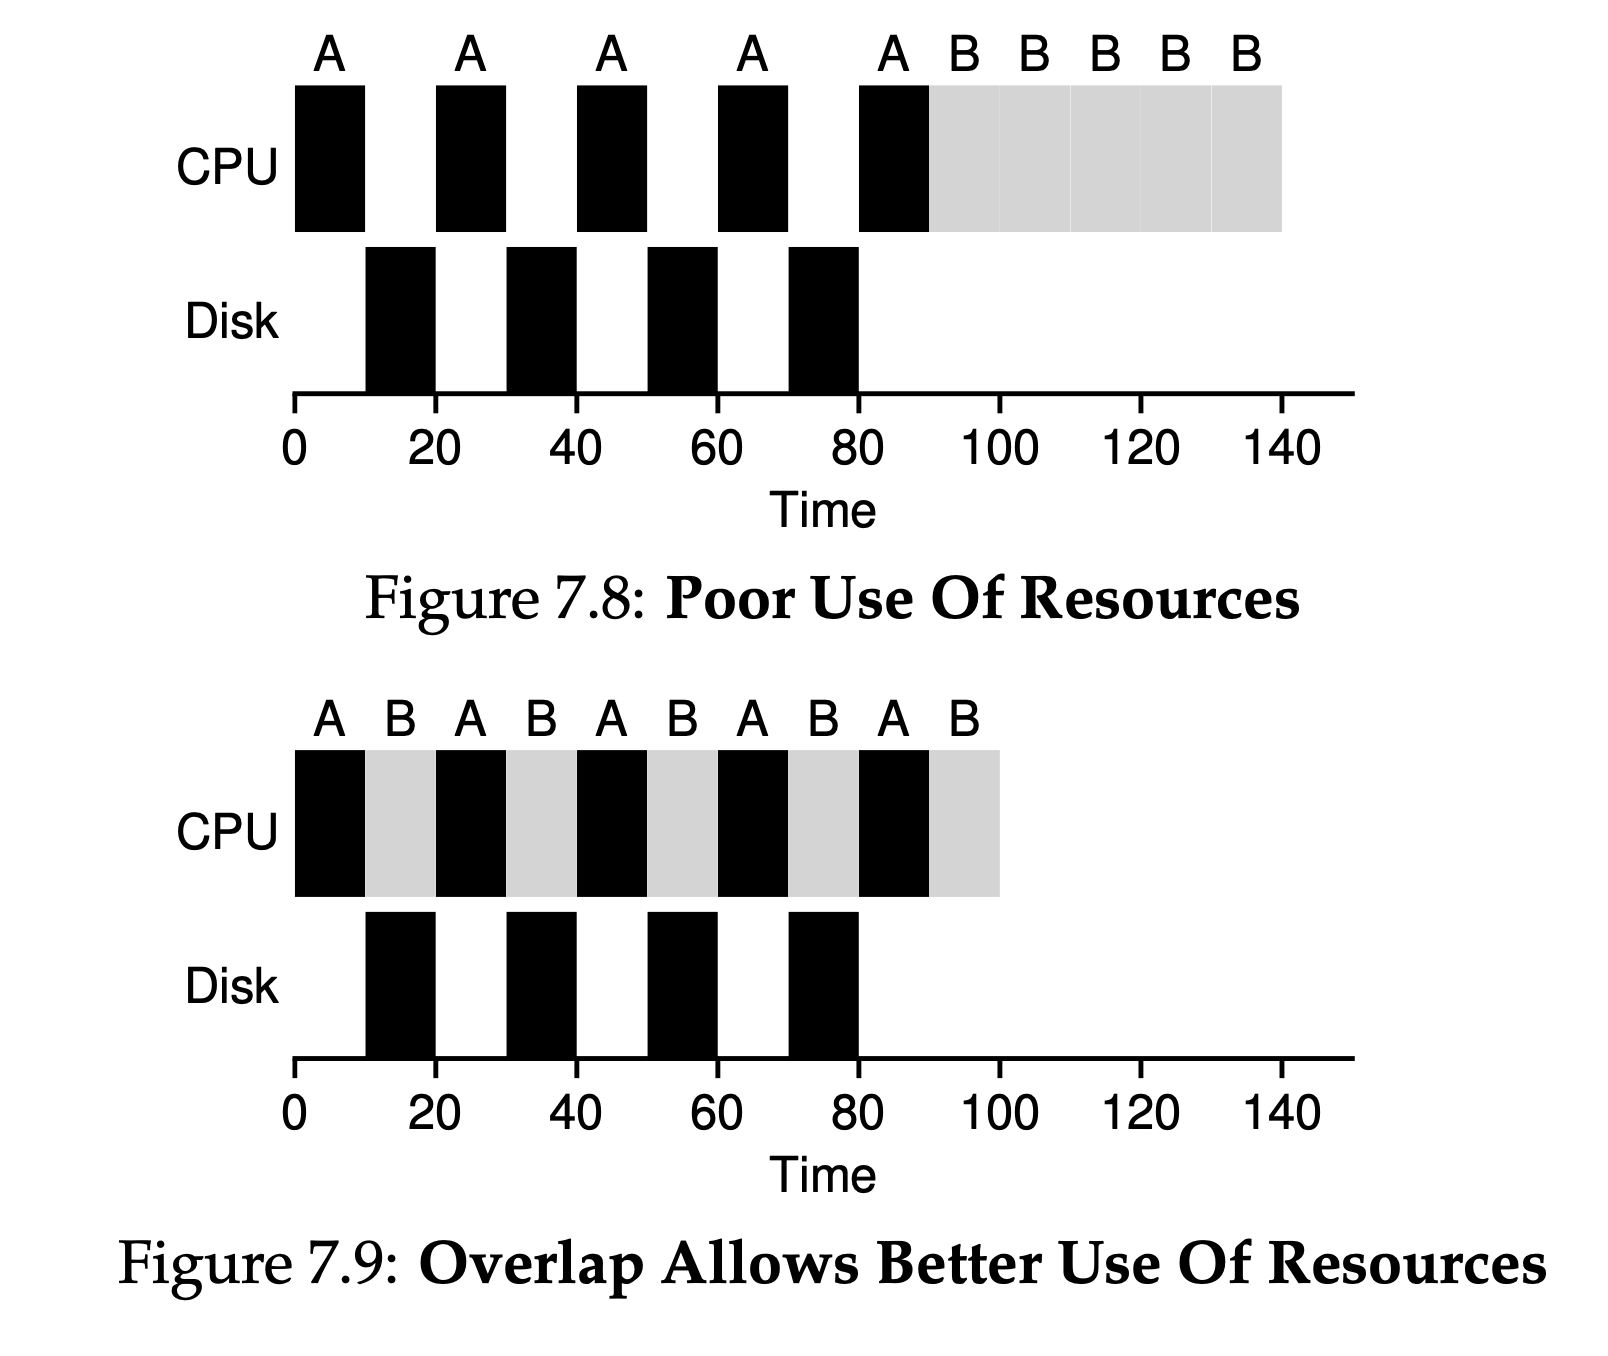 A A A A A B B B B B
CPU
Disk
0 20 40 60 80 100 120 140
Time
Figure 7.8: Poor Use Of Resources
A B A B A B A B A B
CPU
Disk
0 20 40 60 80 100 120 140
Time
Figure 7.9: Overlap Allows Better Use Of Resources